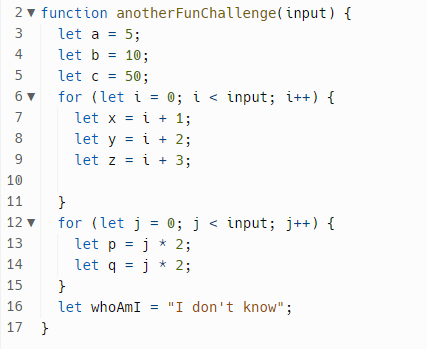 2 ▼ function anotherFunChallenge(input) {
3 let a = 5;
4 let b = 10;
5 let c = 50;
6 ▼ for (let i = 0; i < input; i++) {
7 let x = i + 1;
8 let y = i + 2;
9 let z = i + 3;
10
11 }
12 ▼ for (let j = 0; j < input; j++) {
13 let p = j * 2;
14 let q = j * 2;
15 }
16 let whoAmI = "I don't know";
17 }